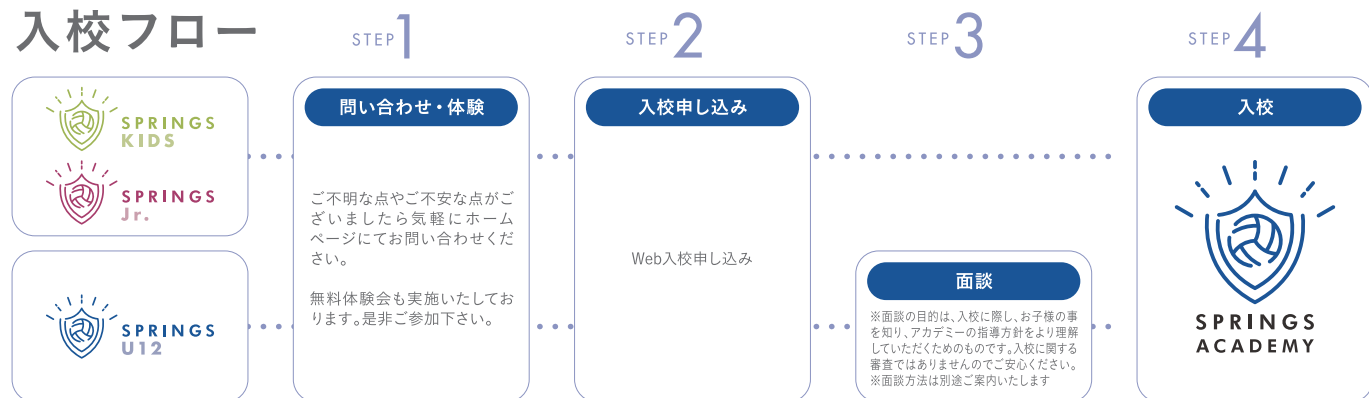 入校フロー
STEP 1
STEP 2
STEP 3
STEP 4
SPRINGS
KIDS
SPRINGS
Jr.
SPRINGS
U12
問い合わせ・体験
ご不明な点やご不安な点がご
ざいましたら気軽にホーム
ページにてお問い合わせくだ
さい。
無料体験会も実施いたしてお
ります。是非ご参加下さい。
入校申し込み
Web入校申し込み
面談
※面談の目的は、入校に際し、お子様の事
を知り、アカデミーの指導方針をより理解
していただくためのものです。入校に関する
審査ではありませんのでご安心ください。
※面談方法は別途ご案内いたします
入校
SPRINGS
ACADEMY